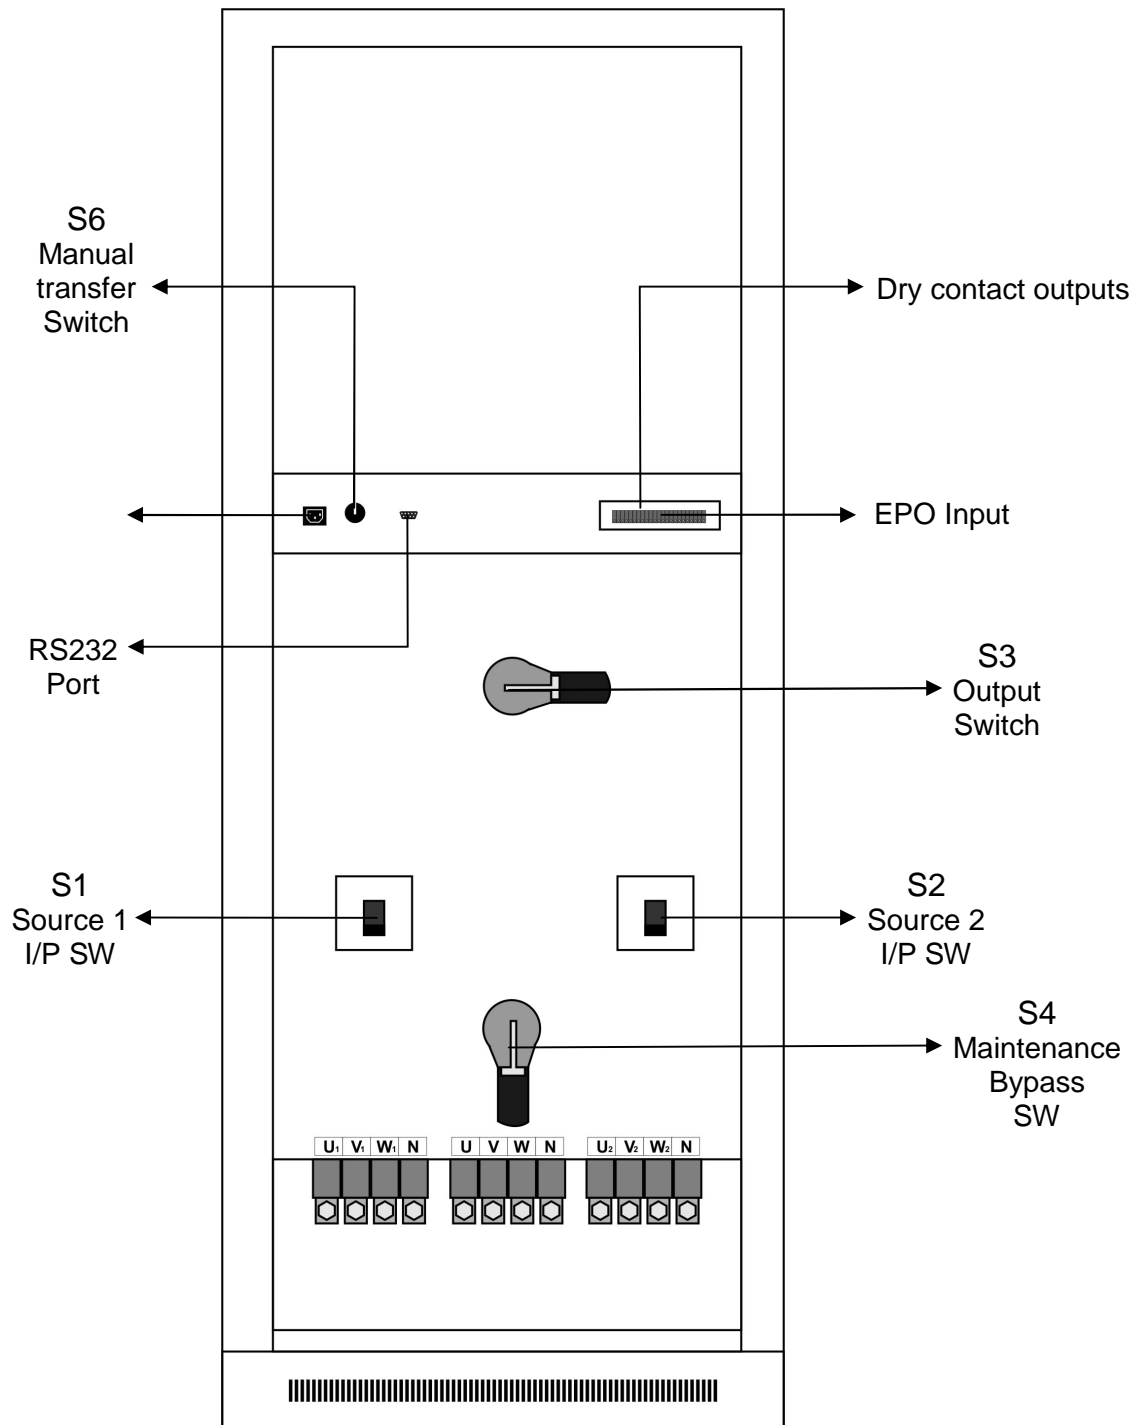 S6
Manual
transfer
Switch
Dry contact outputs
EPO Input
RS232
Port
S3
Output
Switch
S1
Source 1
I/P SW
S2
Source 2
I/P SW
S4
Maintenance
Bypass
SW
U1 V1 W1 N U V W N U2 V2 W2 N